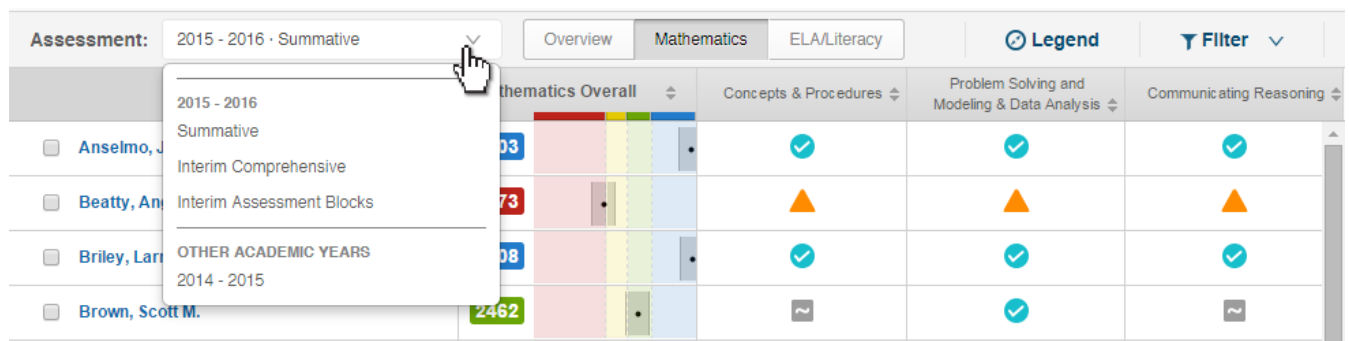 Assessment: 2015 - 2016 · Summative Overview Mathematics ELA/Literacy Legend Filter
2015 - 2016
Summative
Interim Comprehensive
Interim Assessment Blocks
OTHER ACADEMIC YEARS
2014 - 2015
thematics Overall Concepts & Procedures Problem Solving and
Modeling & Data Analysis Communicating Reasoning
Anselmo, J 03
Beatty, An 73
Briley, Larr 08
Brown, Scott M. 2462